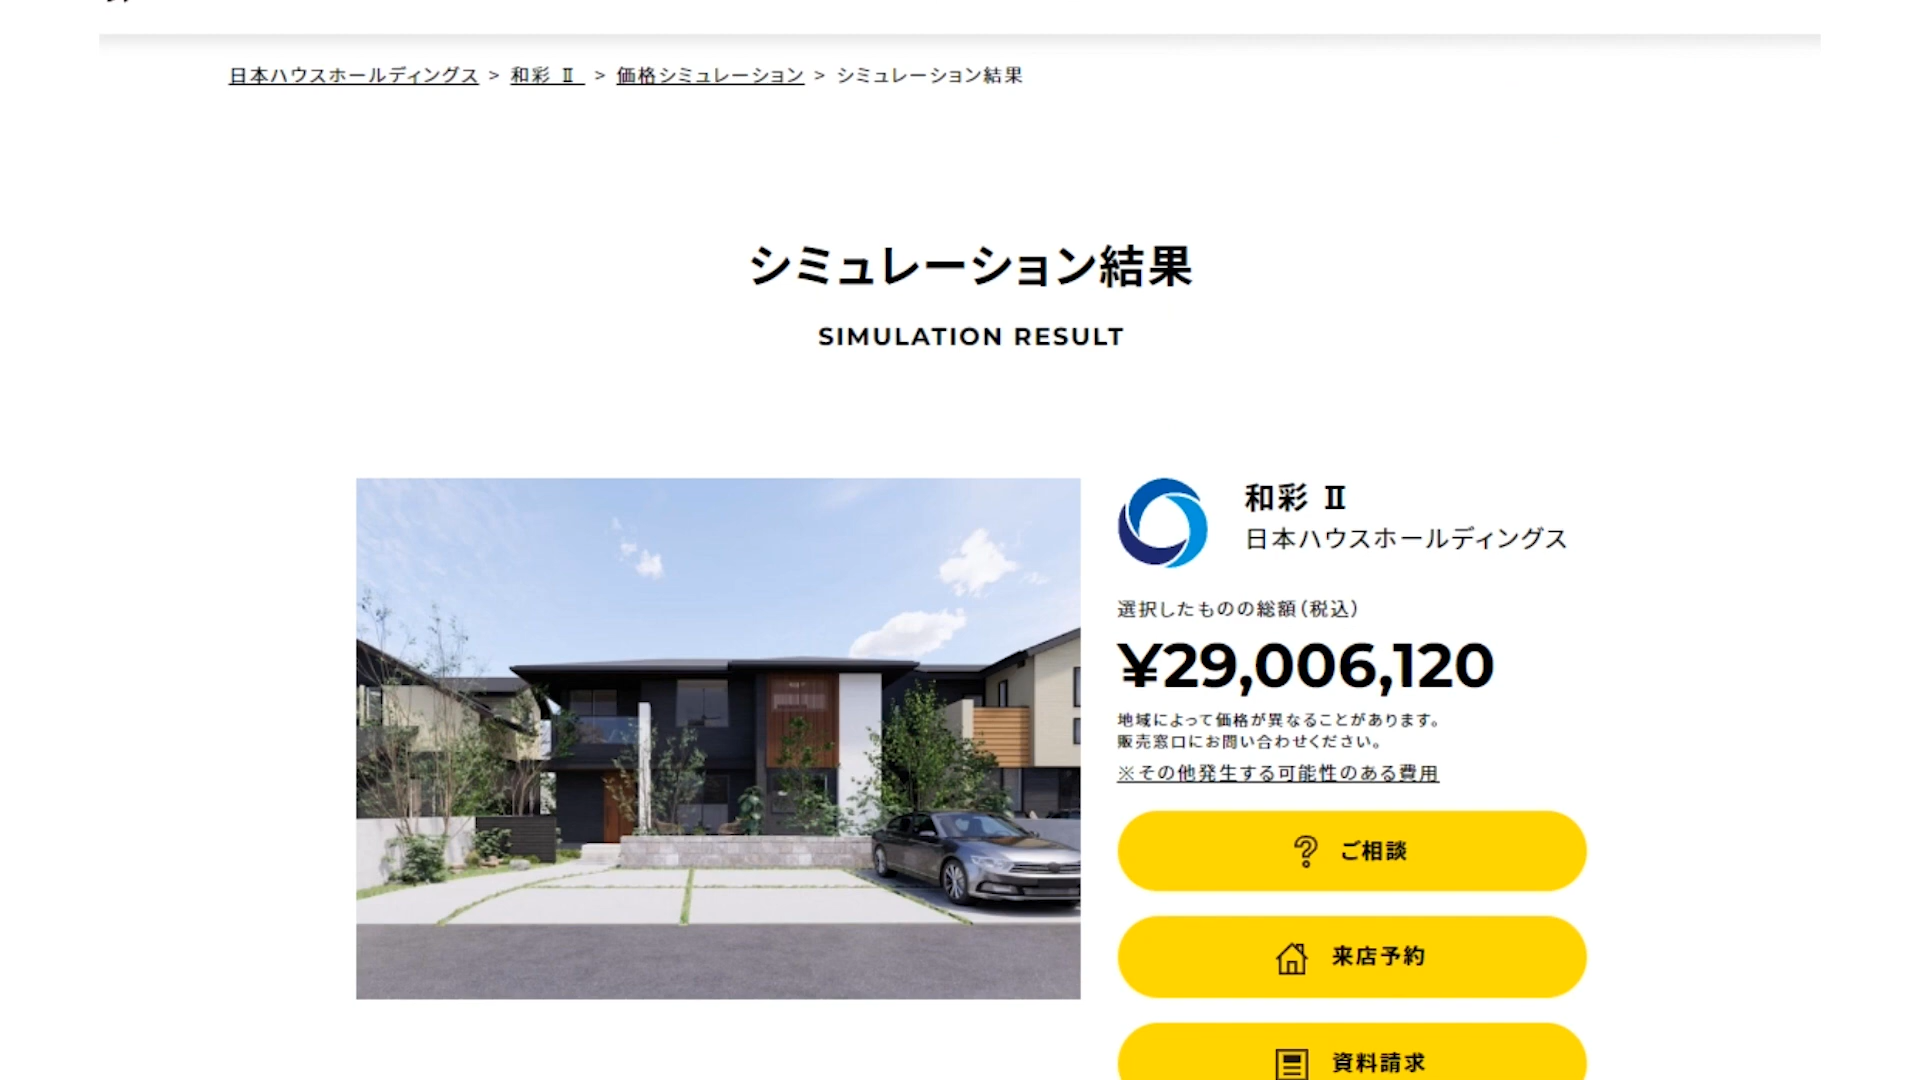 日本ハウスホールディングス > 和彩 Ⅱ > 価格シミュレーション > シミュレーション結果
シミュレーション結果
SIMULATION RESULT
和彩 Ⅱ
日本ハウスホールディングス
選択したものの総額（税込）
¥29,006,120
地域によって価格が異なることがあります。
販売窓口にお問い合わせください。
※その他発生する可能性のある費用
ご相談
来店予約
資料請求